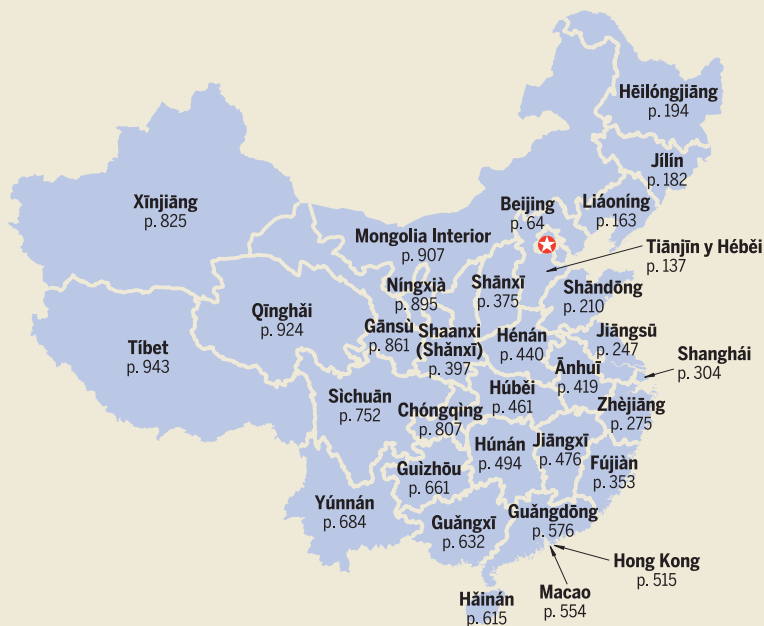 Hēilóngjiāng
p. 194
Jílín
p. 182
Liáoníng
p. 163
Beijing
p. 64
Xīnjiāng
p. 825
Mongolia Interior
p. 907
Tiānjīn y Héběi
p. 137
Níngxià
p. 895
Shānxī
p. 375
Shāndōng
p. 210
Qīnghǎi
p. 924
Gānsù
p. 861
Shaanxi
(Shǎnxī)
p. 397
Hénán
p. 440
Jiāngsū
p. 247
Shanghái
p. 304
Tíbet
p. 943
Ānhuī
p. 419
Sìchuān
p. 752
Chóngqìng
p. 807
Húběi
p. 461
Zhèjiāng
p. 275
Húnán
p. 494
Jiāngxī
p. 476
Fújiàn
p. 353
Guìzhōu
p. 661
Yúnnán
p. 684
Guǎngxī
p. 632
Guǎngdōng
p. 576
Hong Kong
p. 515
Macao
p. 554
Hǎinán
p. 615